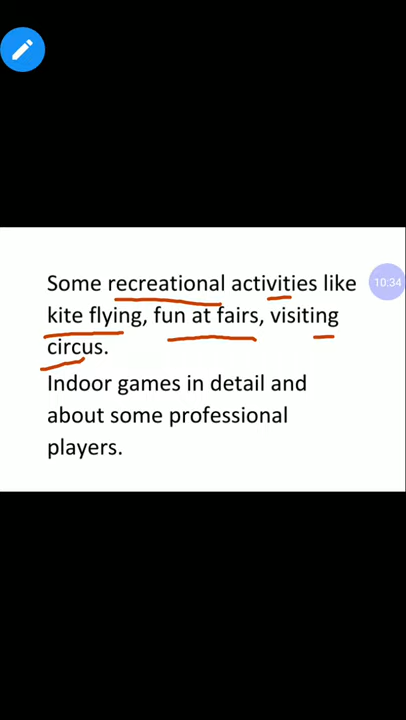 10:34
Some recreational activities like
kite flying, fun at fairs, visiting
circus.
Indoor games in detail and
about some professional
players.